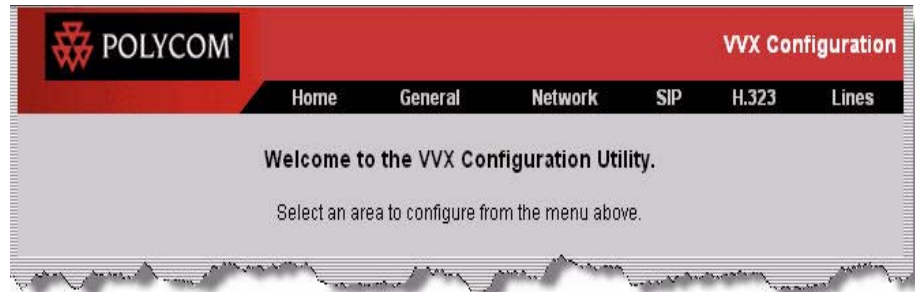 POLYCOM
VVX Configuration
Home General Network SIP H.323 Lines
Welcome to the VVX Configuration Utility.
Select an area to configure from the menu above.